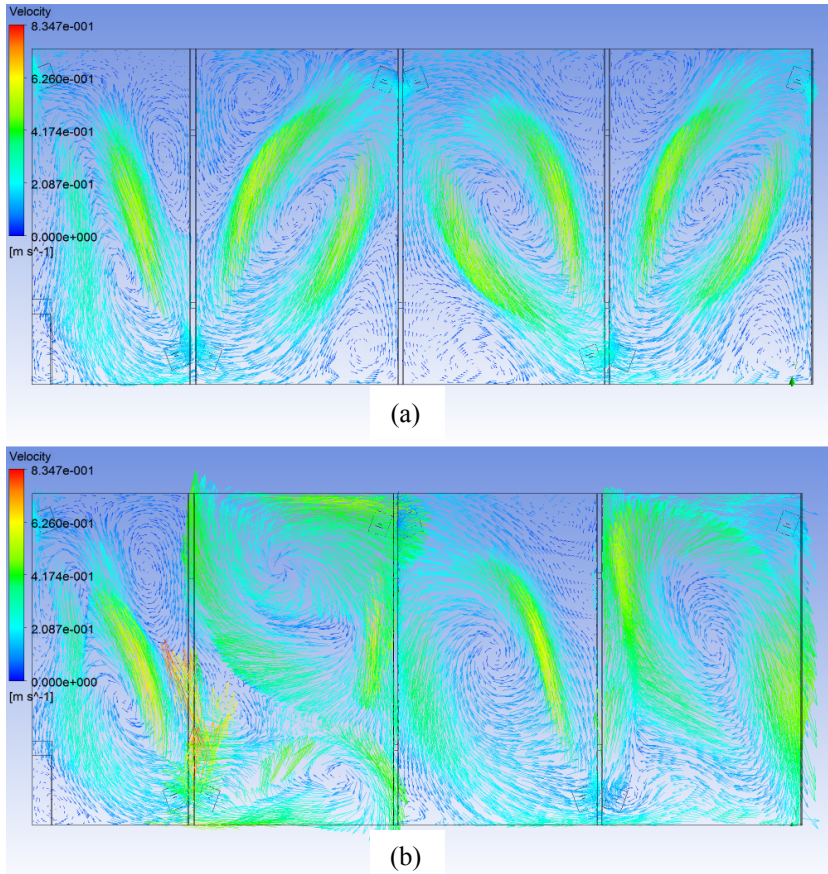 Velocity
8.347e-001
6.260e-001
4.174e-001
2.087e-001
0.000e+000
[m s^-1]
(a)
Velocity
8.347e-001
6.260e-001
4.174e-001
2.087e-001
0.000e+000
[m s^-1]
(b)